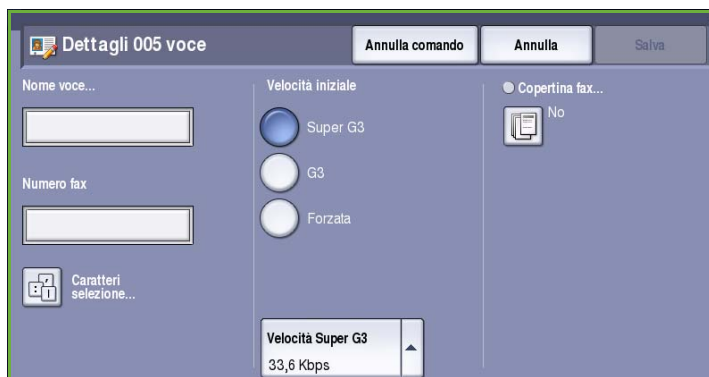 Dettagli 005 voce
Annulla comando
Annulla
Salva
Nome voce...
Numero fax
Caratteri
selezione...
Velocità iniziale
Super G3
G3
Forzata
Velocità Super G3
33,6 Kbps
Copertina fax...
No